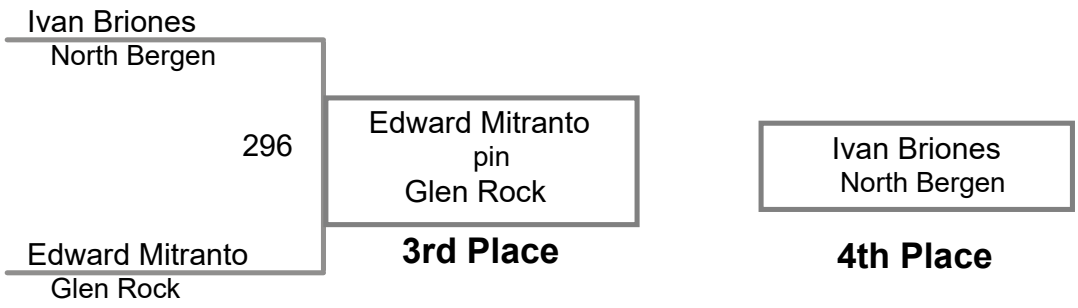 Ivan Briones
North Bergen
296
Edward Mitranto
Glen Rock
Edward Mitranto
pin
Glen Rock
3rd Place
Ivan Briones
North Bergen
4th Place